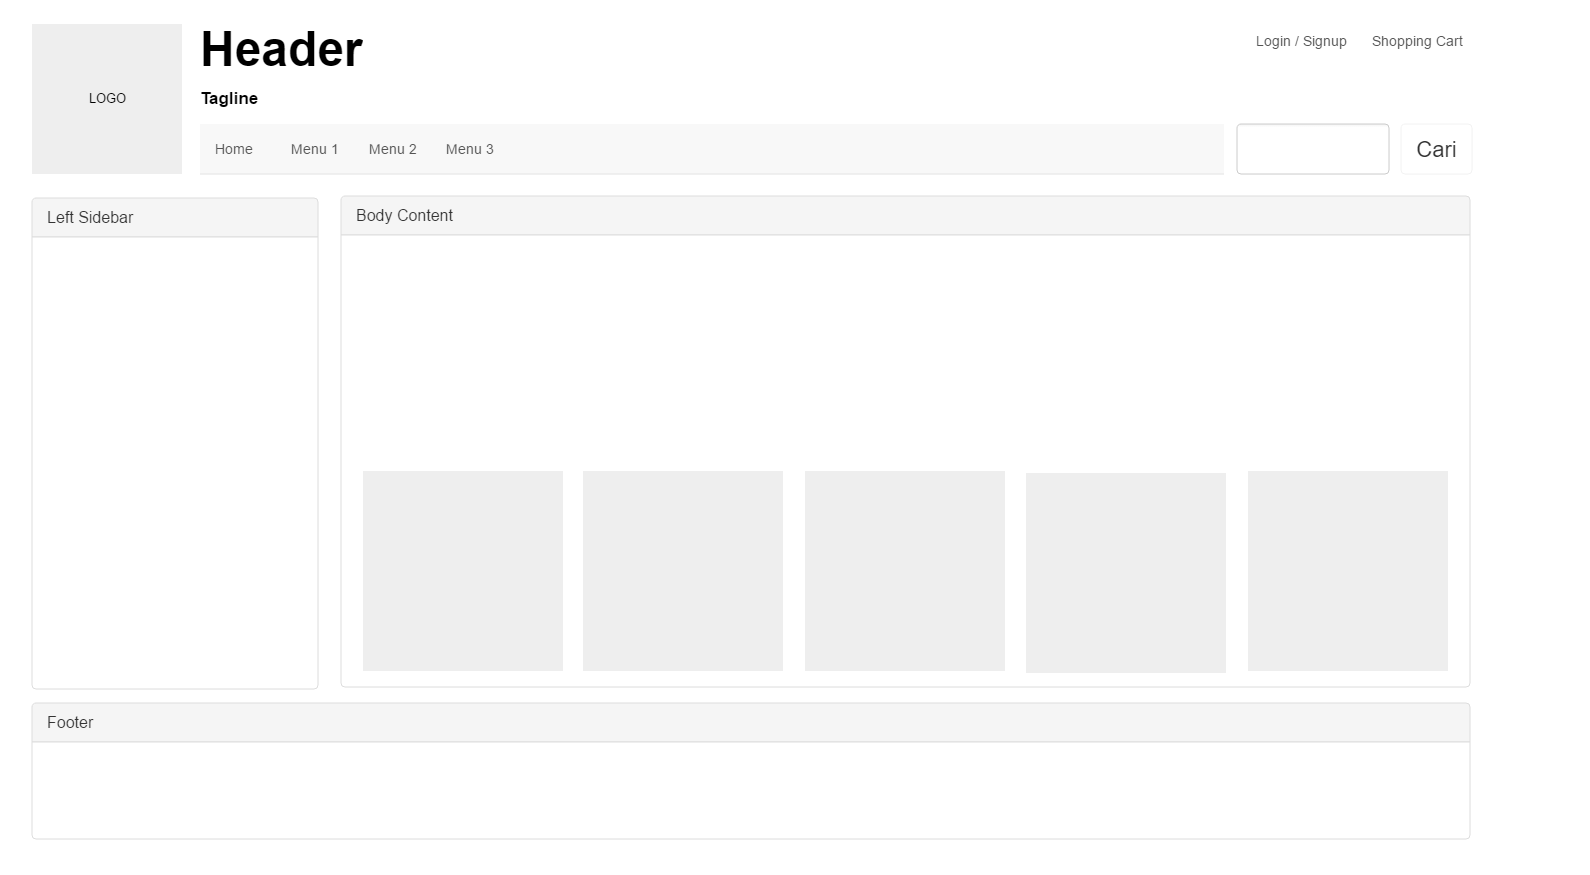 LOGO
Header
Login / Signup
Shopping Cart
Tagline
Home
Menu 1
Menu 2
Menu 3
Cari
Left Sidebar
Body Content
Footer